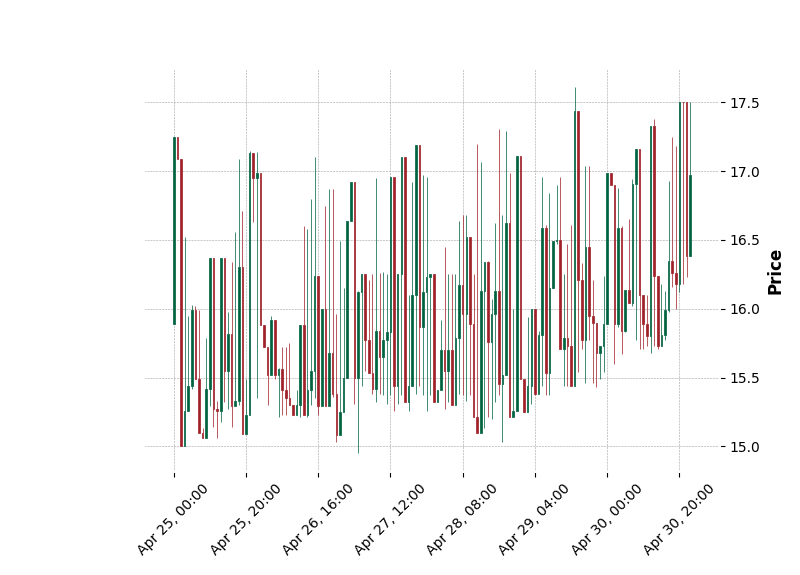 17.5
17.0
16.5
16.0
15.5
15.0
Price
Apr 25, 00:00
Apr 25, 20:00
Apr 26, 16:00
Apr 27, 12:00
Apr 28, 08:00
Apr 29, 04:00
Apr 30, 00:00
Apr 30, 20:00